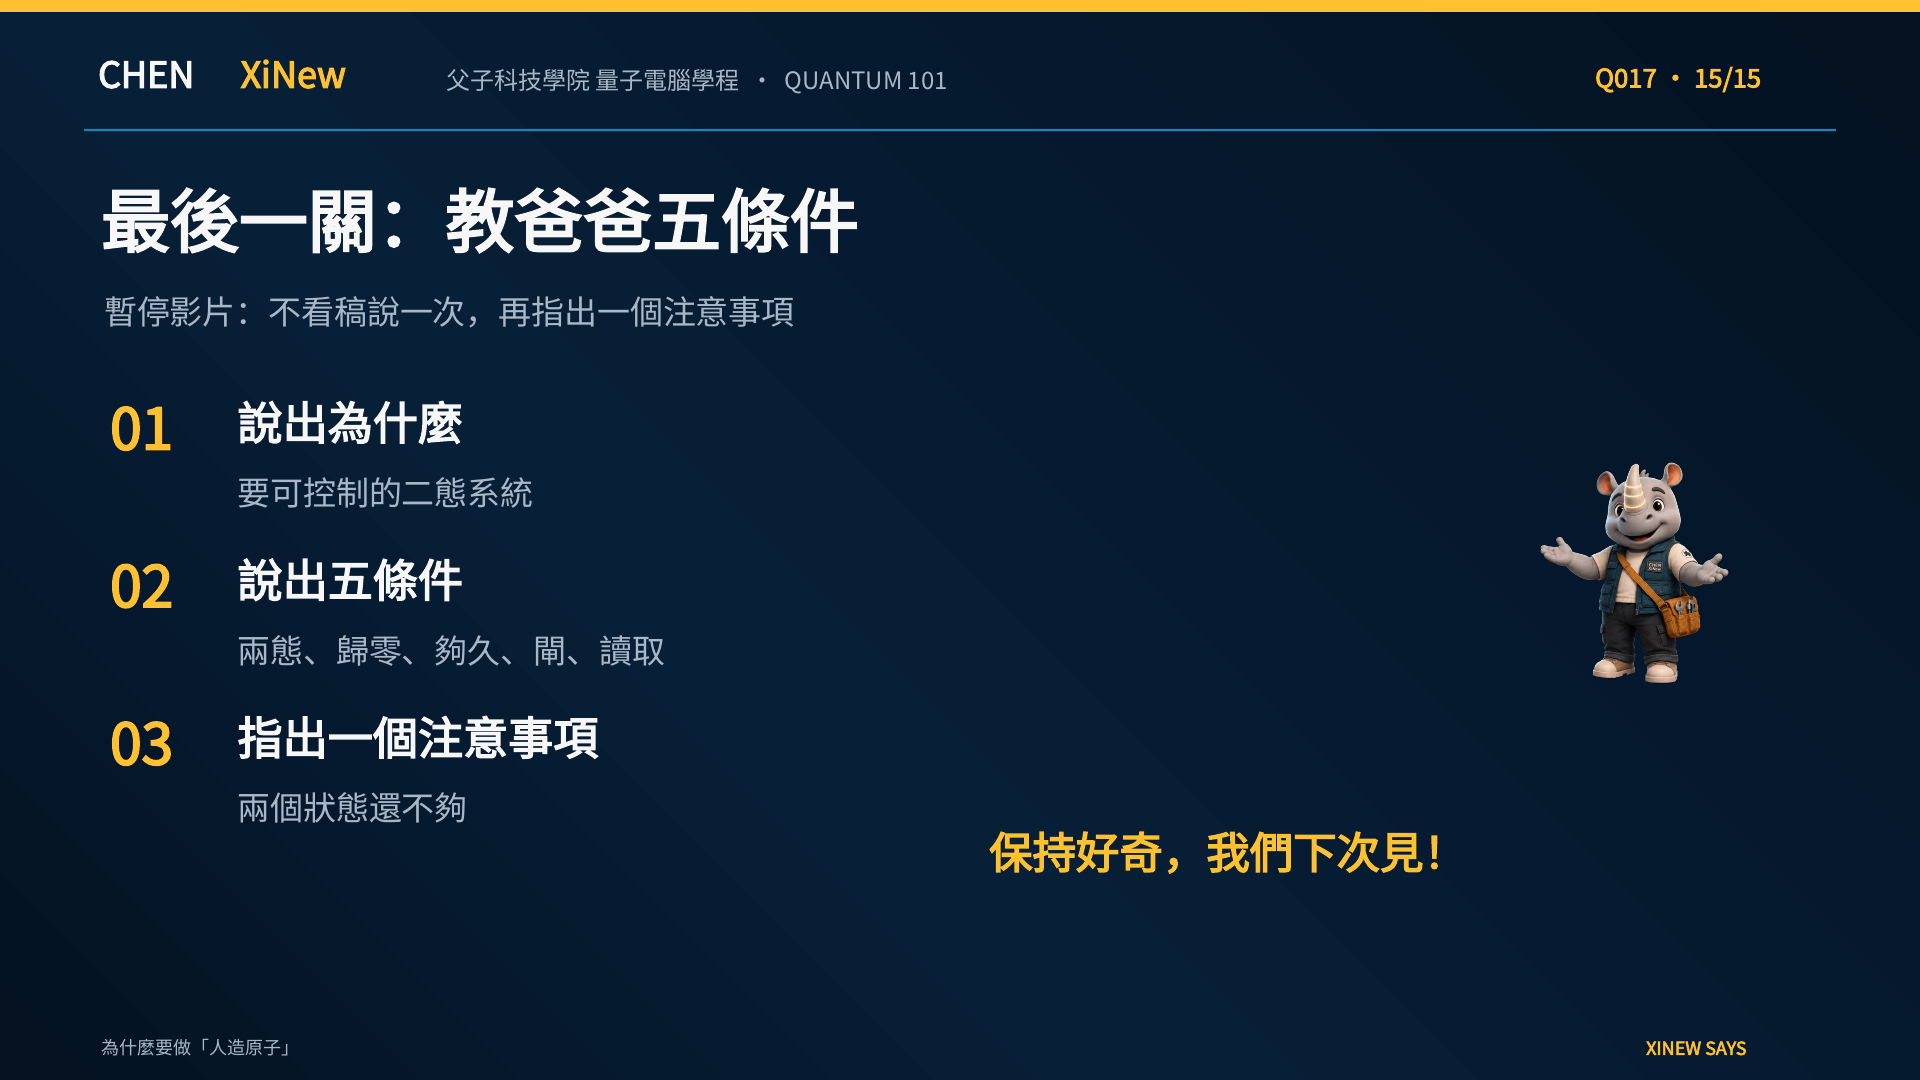 CHEN XiNew 父子科技學院 量子電腦學程 • QUANTUM 101 Q017 • 15/15
最後一關：教爸爸五條件
暫停影片：不看稿說一次，再指出一個注意事項
01 說出為什麼
要可控制的二態系統
02 說出五條件
兩態、歸零、夠久、閘、讀取
03 指出一個注意事項
兩個狀態還不夠
保持好奇，我們下次見！
為什麼要做「人造原子」
XINEW SAYS